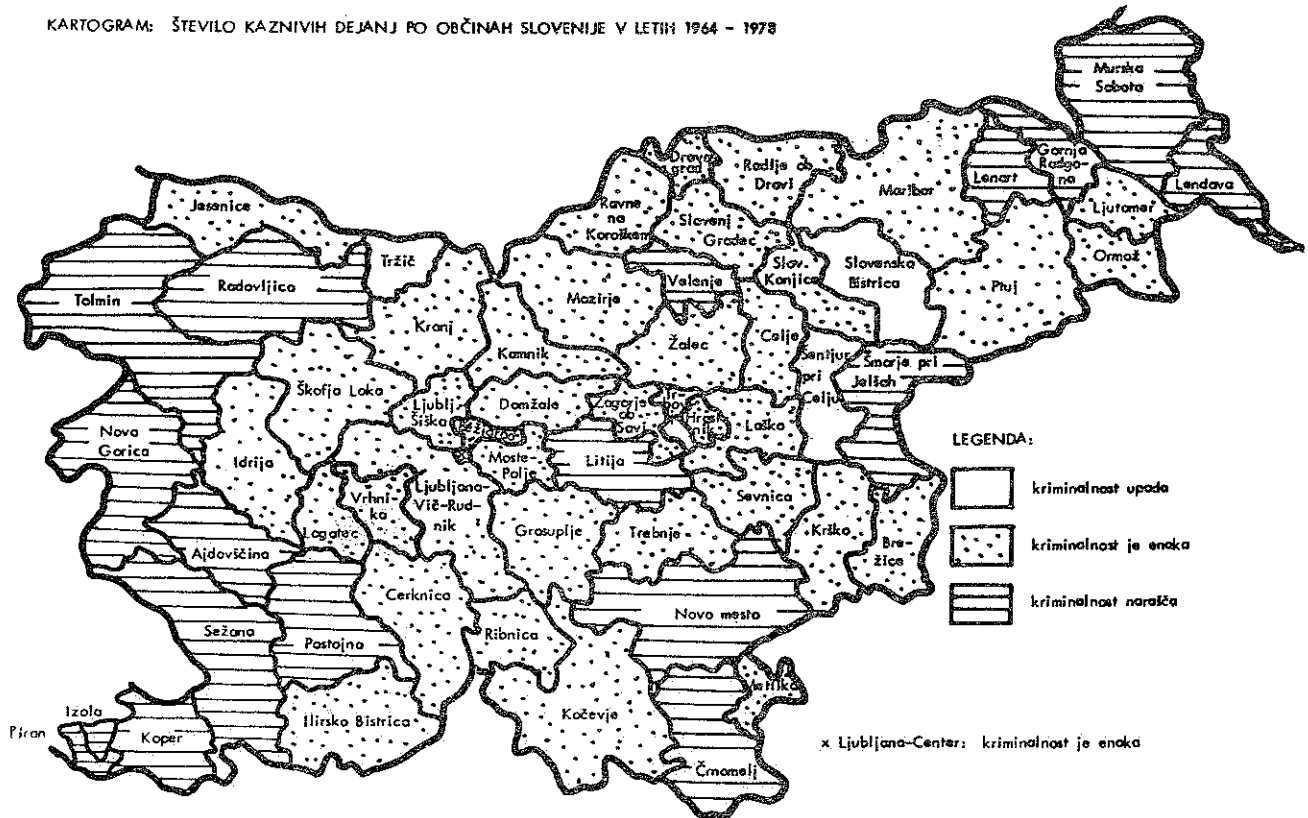 KARTOGRAM: ŠTEVILO KAZNIVIH DEJANJ PO OBČINAH SLOVENIJE V LETIH 1964 - 1978
Murska
Sobota
Gornja
Radgo-
na
Lenart
Lendava
Ljutomer
Ormož
Maribor
Ptuj
Dravo-
grad
Radlje ob
Dravi
Ravne
na
Koroškem
Slovenj
Gradec
Slov.
Konjice
Slovenska
Bistrica
Jesenice
Tržič
Tolmin
Radovljica
Kranj
Mozirje
Velenje
Kamnik
Žalec
Celje
Šentjur
pri
Celju
Šmarje pri
Jelšah
Škofja Loka
Ljublj.
Šiška
Domžale
Zagorje
ob
Savi
Laško
Nova
Gorica
Idrija
Moste-
Polje
Litija
LEGENDA:
kriminalnost upada
kriminalnost je enaka
kriminalnost narašča
Vrhni-
ka
Ljubljana-
Vič-Rud-
nik
Logatec
Grosuplje
Trebnje
Sevnica
Krško
Bre-
žice
Ajdovščina
Cerknica
Novo mesto
Sežana
Postojna
Ribnica
Metlika
Izola
Piran
Koper
Ilirska Bistrica
Kočevje
Črnomelj
x Ljubljana-Center: kriminalnost je enaka